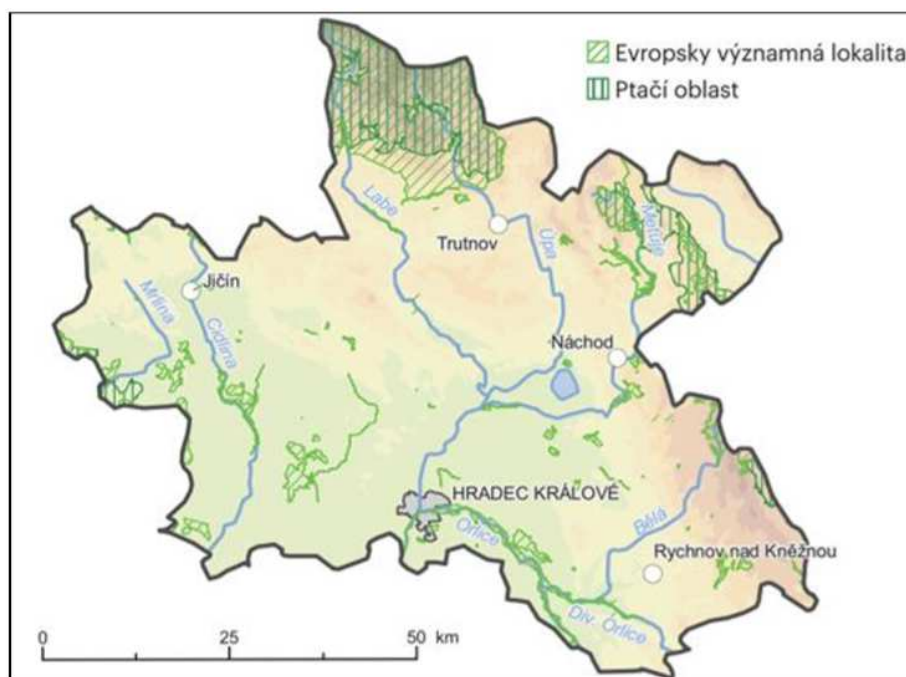 Evropsky významná lokalita
Ptačí oblast
Labe
Metuje
Trutnov
Úpa
Jičín
Mrlina
Cidlina
Náchod
HRADEC KRÁLOVÉ
Orlice
Bělá
Rychnov nad Kněžnou
Div. Orlice
0 25 50 km